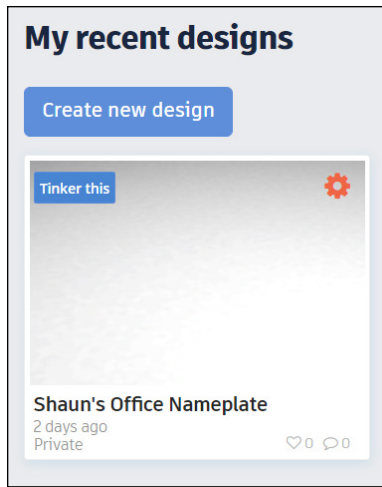 My recent designs
Create new design
Tinker this
Shaun's Office Nameplate
2 days ago
Private
0 0